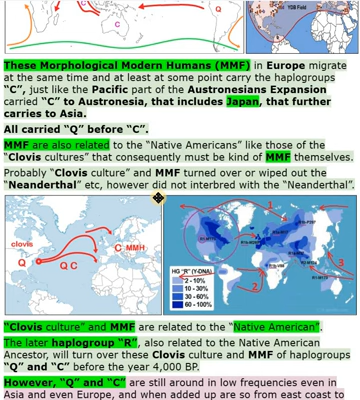 C
C
Q
YDB Field
These Morphological Modern Humans (MMF) in Europe migrate
at the same time and at least at some point carry the haplogroups
“C”, just like the Pacific part of the Austronesians Expansion
carried “C” to Austronesia, that includes Japan, that further
carries to Asia.
All carried “Q” before “C”.
MMF are also related to the “Native Americans” like those of the
“Clovis cultures” that consequently must be kind of MMF themselves.
Probably “Clovis culture” and MMF turned over or wiped out the
“Neanderthal” etc, however did not interbred with the “Neanderthal”.
clovis
Q
Q C
C MMH
1
2
3
HG “R” (Y-DNA)
2 - 10%
10 - 30%
30 - 60%
60 - 100%
“Clovis culture” and MMF are related to the “Native American”.
The later haplogroup “R”, also related to the Native American
Ancestor, will turn over these Clovis culture and MMF of haplogroups
“Q” and “C” before the year 4,000 BP.
However, “Q” and “C” are still around in low frequencies even in
Asia and even Europe, and when added up are so from east coast to